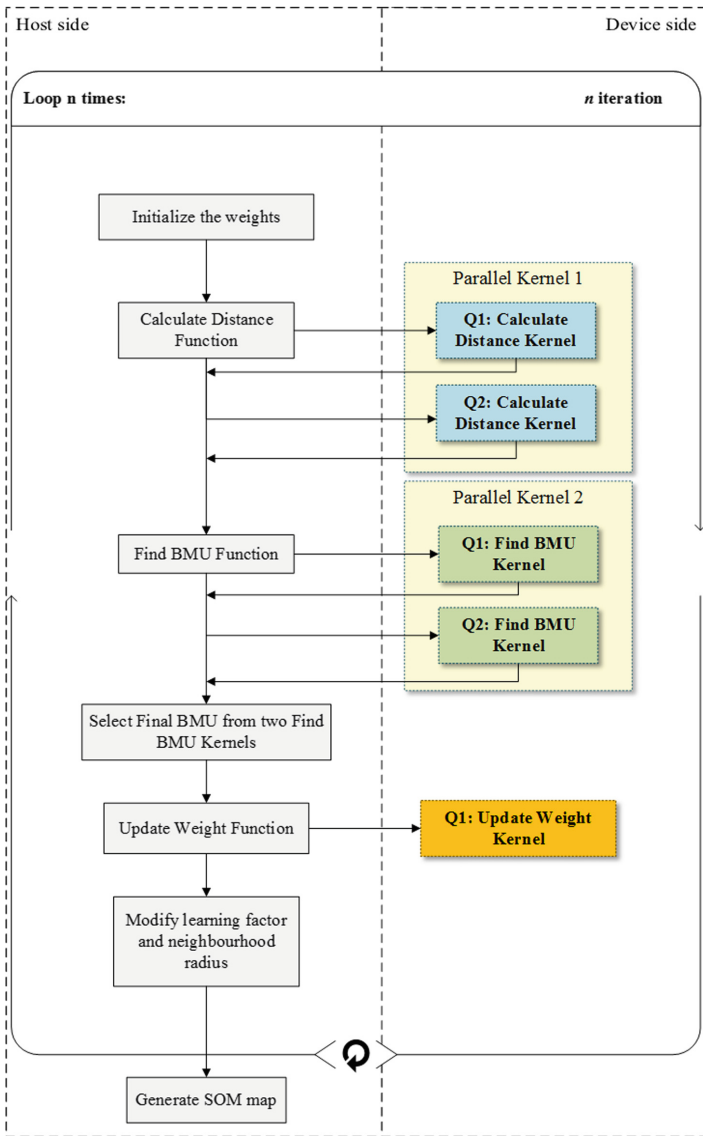 Host side
Device side
Loop n times:
n iteration
Initialize the weights
Parallel Kernel 1
Calculate Distance
Function
Q1: Calculate
Distance Kernel
Q2: Calculate
Distance Kernel
Parallel Kernel 2
Find BMU Function
Q1: Find BMU
Kernel
Q2: Find BMU
Kernel
Select Final BMU from two Find
BMU Kernels
Update Weight Function
Q1: Update Weight
Kernel
Modify learning factor
and neighbourhood
radius
Generate SOM map